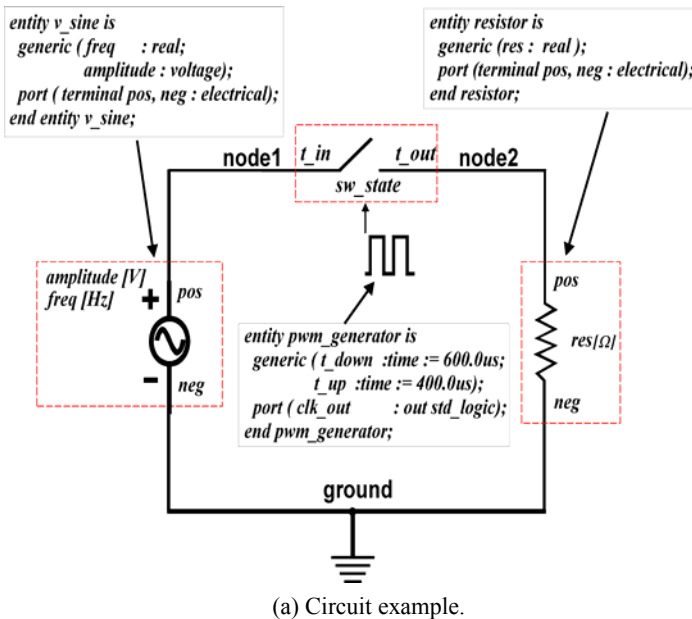 entity v_sine is
generic ( freq : real;
amplitude : voltage);
port ( terminal pos, neg : electrical);
end entity v_sine;
entity resistor is
generic (res : real );
port (terminal pos, neg : electrical);
end resistor;
node1
t_in
t_out
node2
sw_state
amplitude [V]
freq [Hz]
+
pos
-
neg
entity pwm_generator is
generic ( t_down :time := 600.0us;
t_up :time := 400.0us);
port ( clk_out : out std_logic);
end pwm_generator;
pos
res[Ω]
neg
ground
(a) Circuit example.